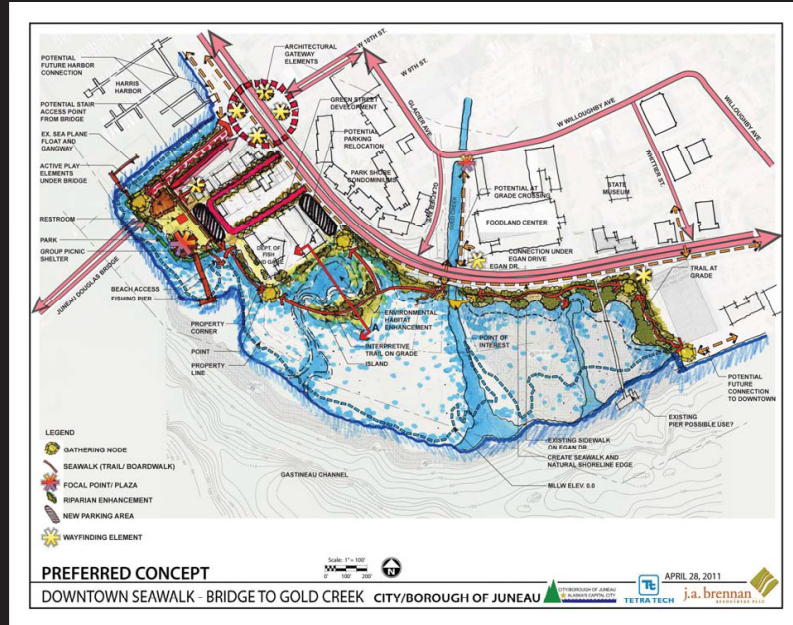 POTENTIAL
FUTURE HARBOR
CONNECTION
HARRIS
HARBOR
POTENTIAL STAIR
ACCESS POINT
FROM BRIDGE
EX. SEA PLANE
FLOAT AND
GANGWAY
ACTIVE PLAY
ELEMENTS
UNDER BRIDGE
RESTROOM
PARK
GROUP PICNIC
SHELTER
JUNEAU DOUGLAS BRIDGE
BEACH ACCESS
FISHING PIER
PROPERTY
CORNER
POINT
PROPERTY
LINE
ARCHITECTURAL
GATEWAY
ELEMENTS
W 10TH ST.
W 9TH ST.
GREEN STREET
DEVELOPMENT
POTENTIAL
PARKING
RELOCATION
PARK SHORE
CONDOMINIUMS
GLACIER AVE
W WILLOUGHBY AVE
WILLOUGHBY AVE
WHITTIER ST.
GOLD CREEK
POTENTIAL AT
GRADE CROSSING
STATE
MUSEUM
FOODLAND CENTER
CONNECTION UNDER
EGAN DRIVE
EGAN DR.
TRAIL AT
GRADE
DEPT. OF
FISH
AND GAME
A
A
ENVIRONMENTAL
HABITAT
ENHANCEMENT
INTERPRETIVE
TRAIL ON GRADE
ISLAND
POINT OF
INTEREST
POTENTIAL
FUTURE
CONNECTION
TO DOWNTOWN
EXISTING
PIER POSSIBLE USE?
EXISTING SIDEWALK
ON EGAN DR
CREATE SEAWALK AND
NATURAL SHORELINE EDGE
MLLW ELEV. 0.0
GASTINEAU CHANNEL
LEGEND
GATHERING NODE
SEAWALK (TRAIL/ BOARDWALK)
FOCAL POINT/ PLAZA
RIPARIAN ENHANCEMENT
NEW PARKING AREA
WAYFINDING ELEMENT
PREFERRED CONCEPT
Scale: 1" = 100'
0' 100' 200'
N
DOWNTOWN SEAWALK - BRIDGE TO GOLD CREEK CITY/BOROUGH OF JUNEAU
CITY/BOROUGH OF JUNEAU
ALASKA'S CAPITAL CITY
Tt
TETRA TECH
APRIL 28, 2011
j.a. brennan
ASSOCIATES PLLC